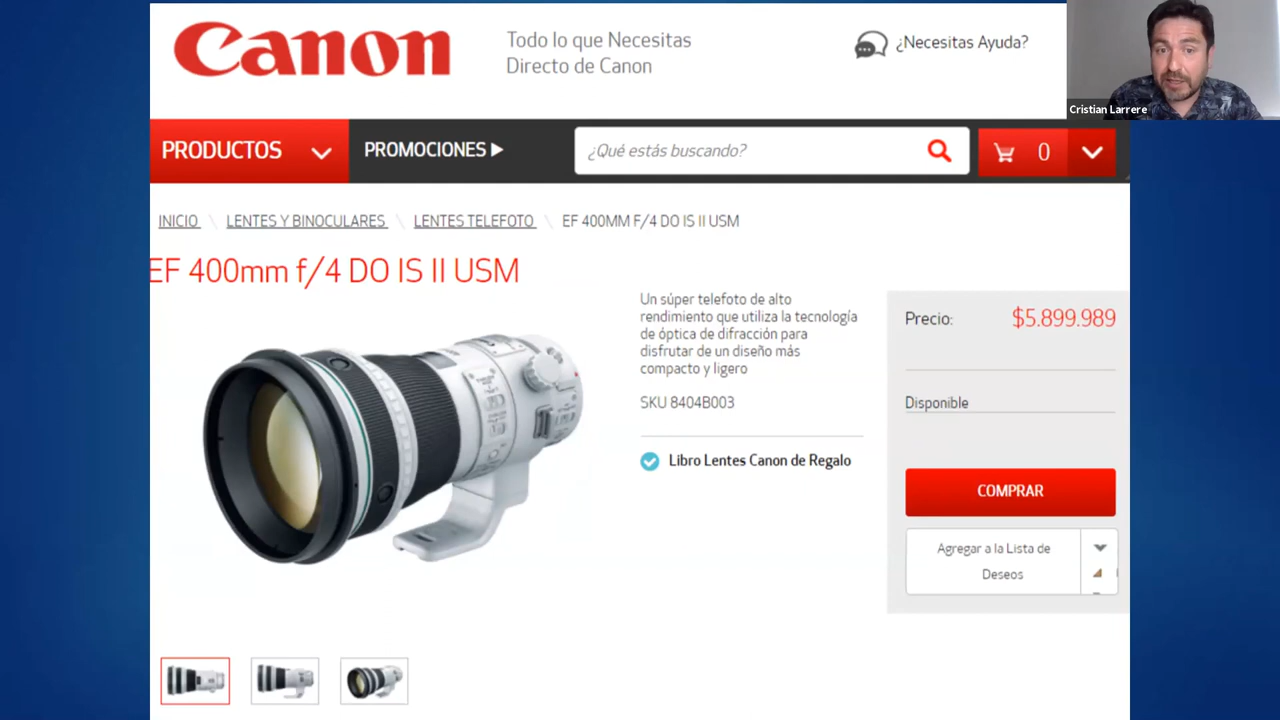 Canon
Todo lo que Necesitas
Directo de Canon
¿Necesitas Ayuda?
Cristian Larrere
PRODUCTOS
PROMOCIONES
¿Qué estás buscando?
0
INICIO \ LENTES Y BINOCULARES \ LENTES TELEFOTO \ EF 400MM F/4 DO IS II USM
EF 400mm f/4 DO IS II USM
Un súper telefoto de alto
rendimiento que utiliza la tecnología
de óptica de difracción para
disfrutar de un diseño más
compacto y ligero
SKU 8404B003
Libro Lentes Canon de Regalo
Precio: $5.899.989
Disponible
COMPRAR
Agregar a la Lista de
Deseos